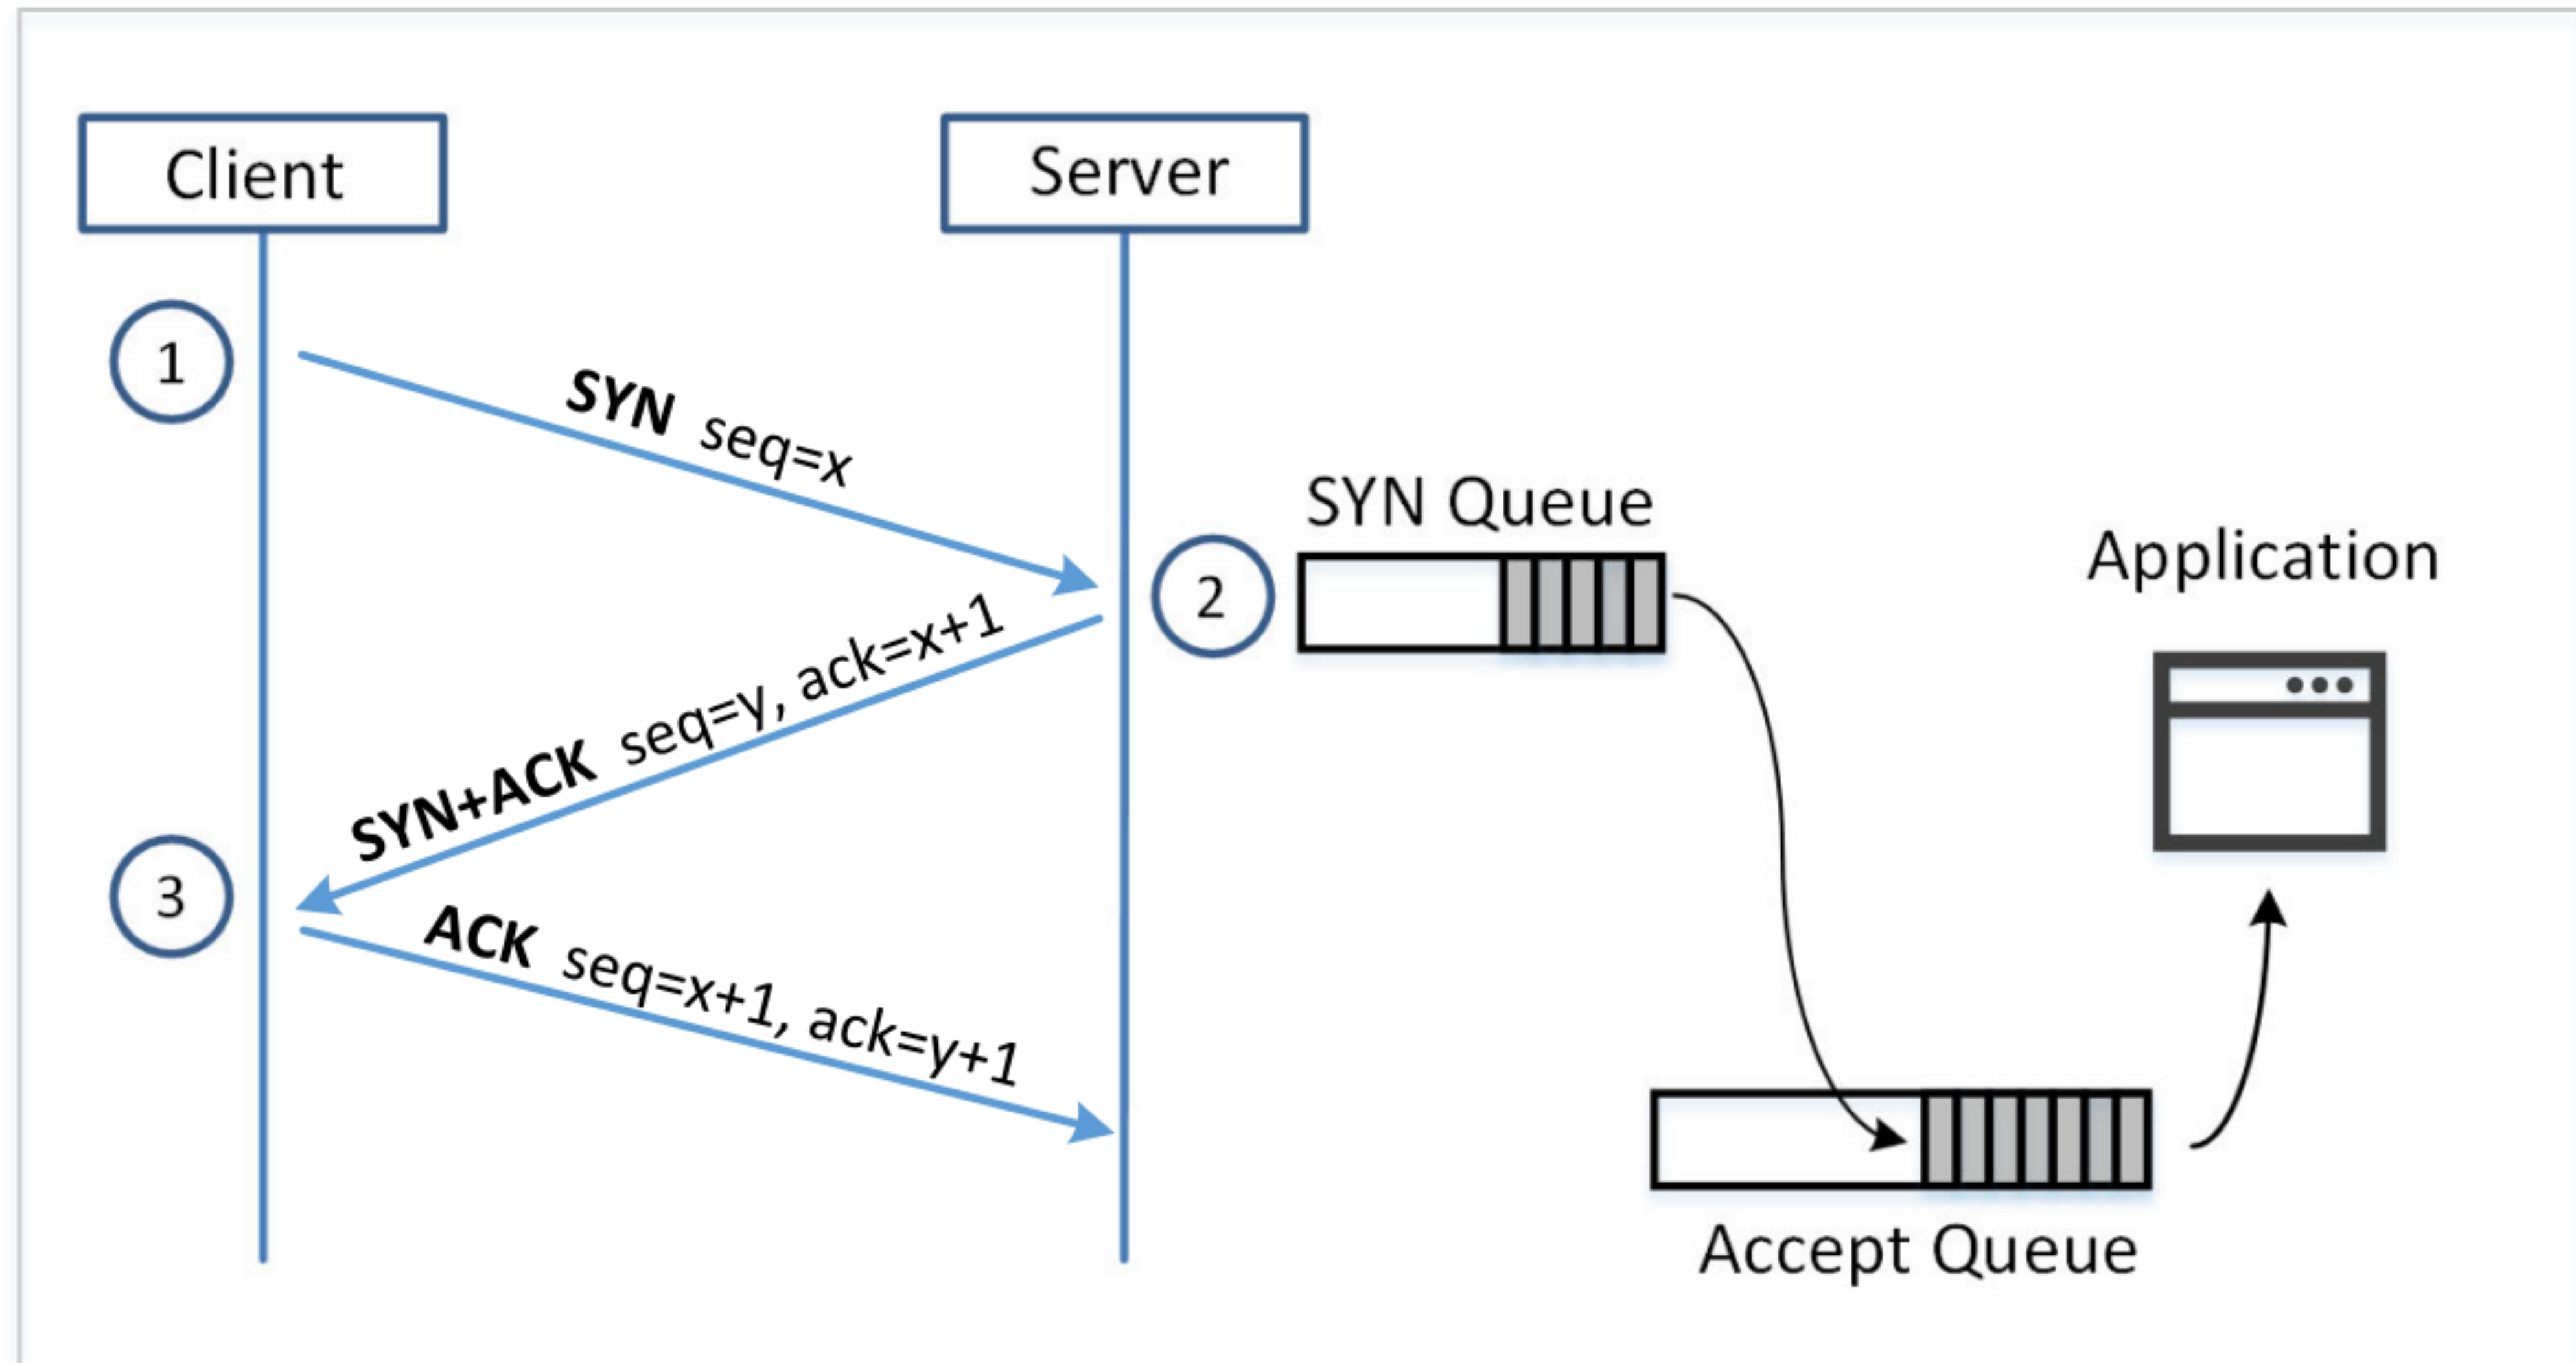 Client
Server
1
SYN seq=x
SYN Queue
2
Application
SYN+ACK seq=y, ack=x+1
3
ACK seq=x+1, ack=y+1
Accept Queue